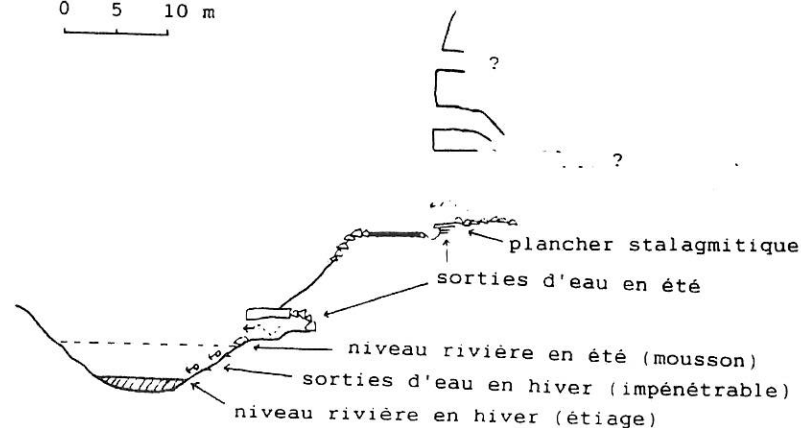 0 5 10 m
?
?
plancher stalagmitique
sorties d'eau en été
niveau rivière en été (mousson)
sorties d'eau en hiver (impénétrable)
niveau rivière en hiver (étiage)